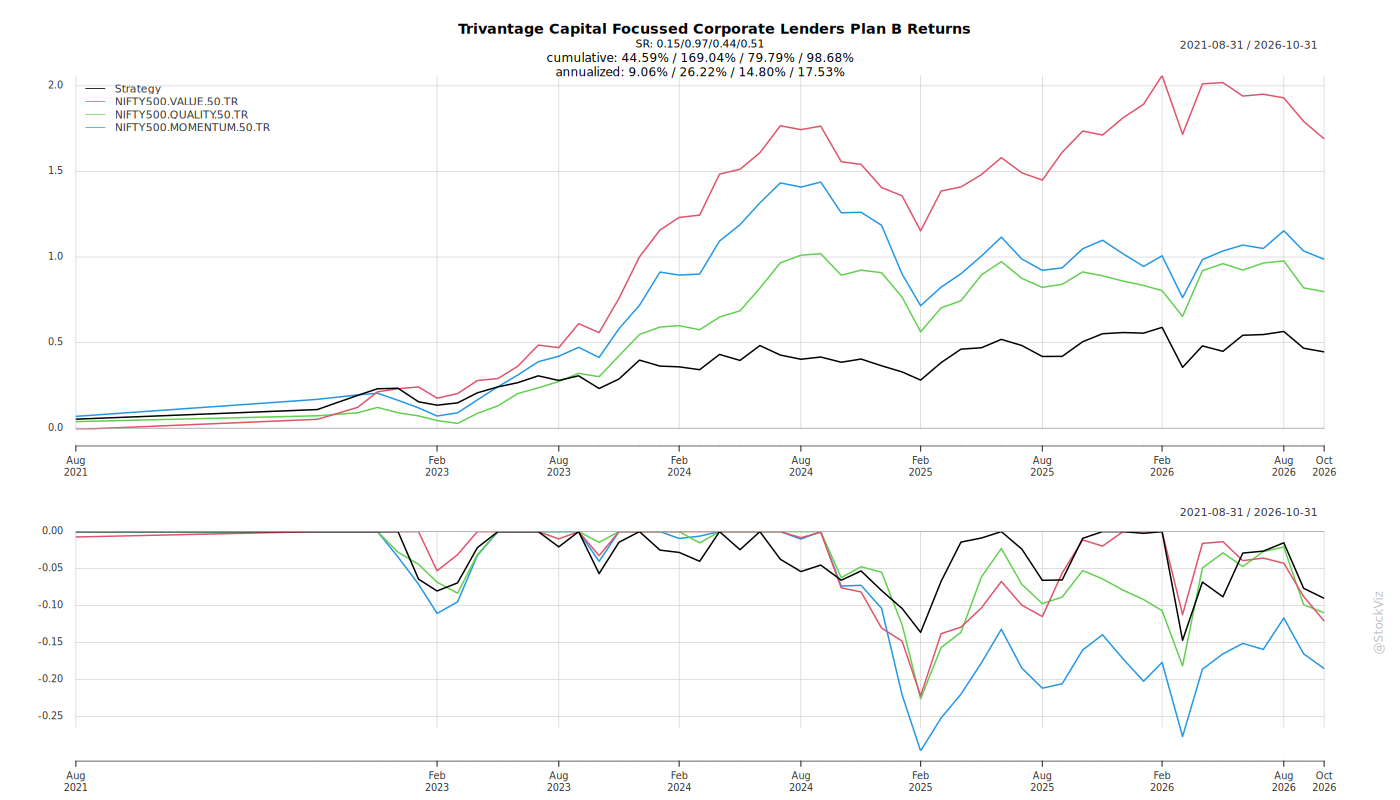 Trivantage Capital Focussed Corporate Lenders Plan B Returns
SR: 0.15/0.97/0.44/0.51
cumulative: 44.59% / 169.04% / 79.79% / 98.68%
annualized: 9.06% / 26.22% / 14.80% / 17.53%
2021-08-31 / 2026-10-31
Strategy
NIFTY500.VALUE.50.TR
NIFTY500.QUALITY.50.TR
NIFTY500.MOMENTUM.50.TR
2.0
1.5
1.0
0.5
0.0
Aug Feb Aug Feb Aug Feb Aug Feb Aug Oct
2021 2023 2023 2024 2024 2025 2025 2026 2026 2026
2021-08-31 / 2026-10-31
0.00
-0.05
-0.10
-0.15
-0.20
-0.25
Aug Feb Aug Feb Aug Feb Aug Feb Aug Oct
2021 2023 2023 2024 2024 2025 2025 2026 2026 2026
@StockViz